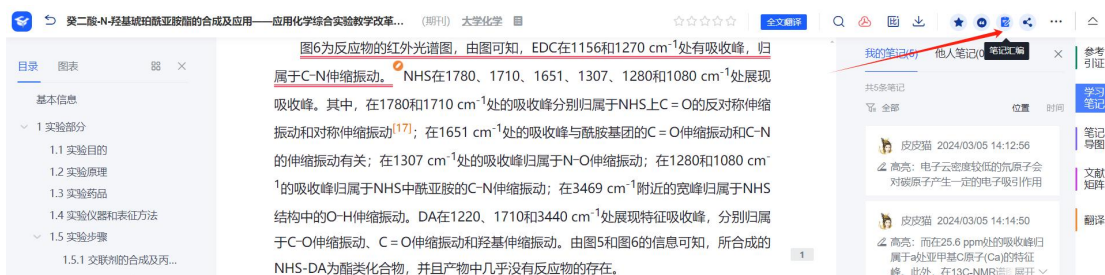 癸二酸-N-羟基琥珀酰亚胺酯的合成及应用——应用化学综合实验教学改革... (期刊) 大学化学 全文翻译
笔记汇编
目录 图表
基本信息
1 实验部分
1.1 实验目的
1.2 实验原理
1.3 实验药品
1.4 实验仪器和表征方法
1.5 实验步骤
1.5.1 交联剂的合成及丙...
图6为反应物的红外光谱图，由图可知，EDC在1156和1270 cm⁻¹处有吸收峰，归
属于C−N伸缩振动。 NHS在1780、1710、1651、1307、1280和1080 cm⁻¹处展现
吸收峰。其中，在1780和1710 cm⁻¹处的吸收峰分别归属于NHS上C = O的反对称伸缩
振动和对称伸缩振动[17]；在1651 cm⁻¹处的吸收峰与酰胺基团的C = O伸缩振动和C−N
的伸缩振动有关；在1307 cm⁻¹处的吸收峰归属于N−O伸缩振动；在1280和1080 cm⁻
¹的吸收峰归属于NHS中酰亚胺的C−N伸缩振动；在3469 cm⁻¹附近的宽峰归属于NHS
结构中的O−H伸缩振动。DA在1220、1710和3440 cm⁻¹处展现特征吸收峰，分别归属
于C−O伸缩振动、C = O伸缩振动和羟基伸缩振动。由图5和图6的信息可知，所合成的
NHS-DA为酯类化合物，并且产物中几乎没有反应物的存在。
1
我的笔记(5) 他人笔记(0
共5条笔记
全部 位置 时间
皮皮猫 2024/03/05 14:12:56
高亮：电子云密度较低的氘原子会
对碳原子产生一定的电子吸引作用
皮皮猫 2024/03/05 14:14:50
高亮：而在25.6 ppm处的吸收峰归
属于a处亚甲基C原子(Ca)的特征
峰。此外，在13C-NMR 展开
参考
引证
学习
笔记
笔记
导图
文献
矩阵
翻译